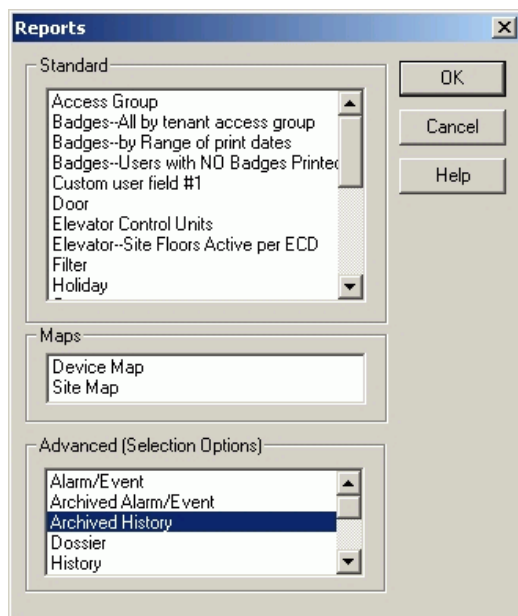 Reports
Standard
Access Group
Badges--All by tenant access group
Badges--by Range of print dates
Badges--Users with NO Badges Printed
Custom user field #1
Door
Elevator Control Units
Elevator--Site Floors Active per ECD
Filter
Holiday
OK
Cancel
Help
Maps
Device Map
Site Map
Advanced (Selection Options)
Alarm/Event
Archived Alarm/Event
Archived History
Dossier
History